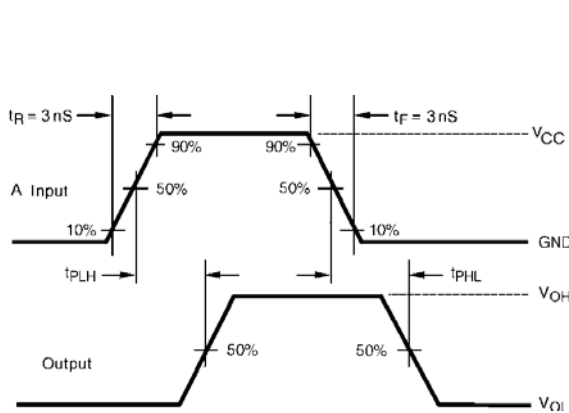 tR = 3 nS
tF = 3 nS
VCC
90%
90%
A Input
50%
50%
10%
10%
GND
tPLH
tPHL
VOH
50%
50%
Output
VOL